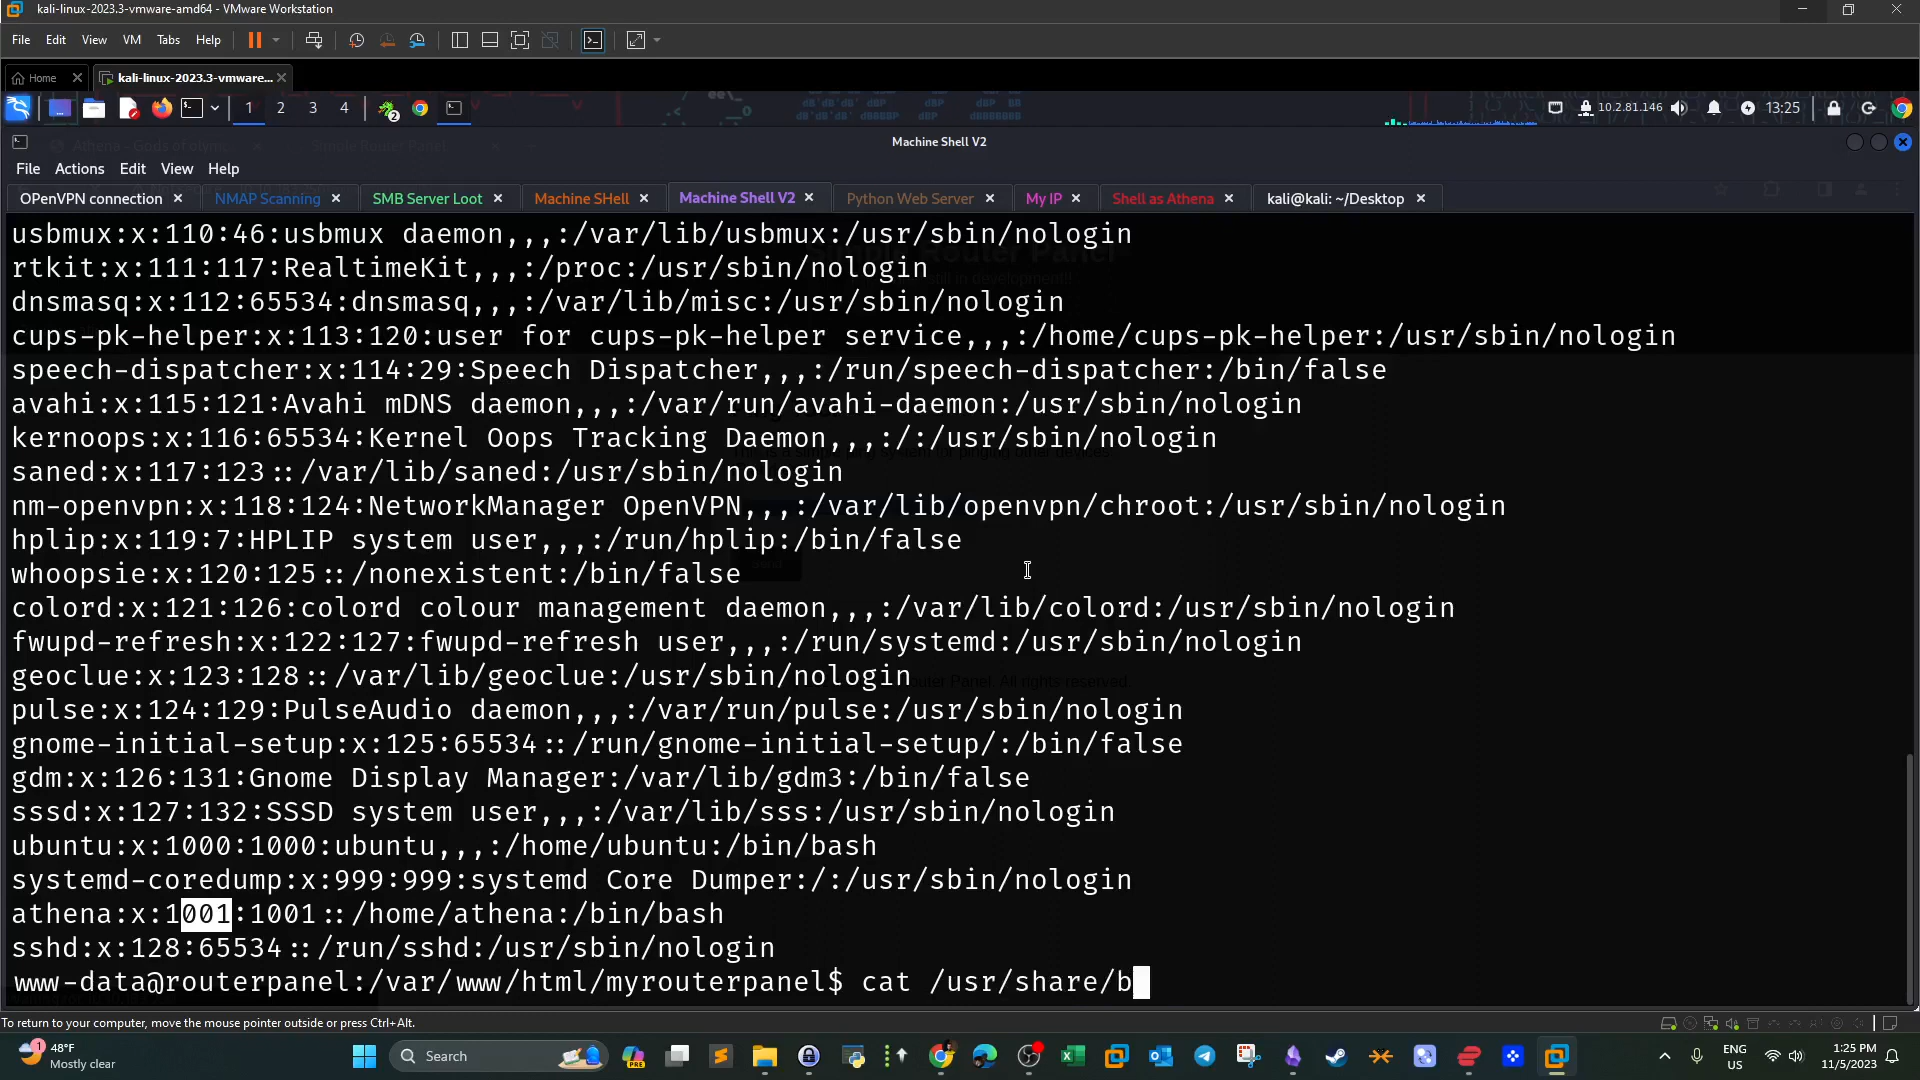 kali-linux-2023.3-vmware-amd64 - VMware Workstation
File Edit View VM Tabs Help
Home kali-linux-2023.3-vmware...
1 2 3 4 2 10.2.81.146 13:25
Machine Shell V2
File Actions Edit View Help
OPenVPN connection NMAP Scanning SMB Server Loot Machine SHell Machine Shell V2 Python Web Server My IP Shell as Athena kali@kali: ~/Desktop
usbmux:x:110:46:usbmux daemon,,,:/var/lib/usbmux:/usr/sbin/nologin
rtkit:x:111:117:RealtimeKit,,,:/proc:/usr/sbin/nologin
dnsmasq:x:112:65534:dnsmasq,,,:/var/lib/misc:/usr/sbin/nologin
cups-pk-helper:x:113:120:user for cups-pk-helper service,,,:/home/cups-pk-helper:/usr/sbin/nologin
speech-dispatcher:x:114:29:Speech Dispatcher,,,:/run/speech-dispatcher:/bin/false
avahi:x:115:121:Avahi mDNS daemon,,,:/var/run/avahi-daemon:/usr/sbin/nologin
kernoops:x:116:65534:Kernel Oops Tracking Daemon,,,:/:/usr/sbin/nologin
saned:x:117:123::/var/lib/saned:/usr/sbin/nologin
nm-openvpn:x:118:124:NetworkManager OpenVPN,,,:/var/lib/openvpn/chroot:/usr/sbin/nologin
hplip:x:119:7:HPLIP system user,,,:/run/hplip:/bin/false
whoopsie:x:120:125::/nonexistent:/bin/false
colord:x:121:126:colord colour management daemon,,,:/var/lib/colord:/usr/sbin/nologin
fwupd-refresh:x:122:127:fwupd-refresh user,,,:/run/systemd:/usr/sbin/nologin
geoclue:x:123:128::/var/lib/geoclue:/usr/sbin/nologin
pulse:x:124:129:PulseAudio daemon,,,:/var/run/pulse:/usr/sbin/nologin
gnome-initial-setup:x:125:65534::/run/gnome-initial-setup/:/bin/false
gdm:x:126:131:Gnome Display Manager:/var/lib/gdm3:/bin/false
sssd:x:127:132:SSSD system user,,,:/var/lib/sss:/usr/sbin/nologin
ubuntu:x:1000:1000:ubuntu,,,:/home/ubuntu:/bin/bash
systemd-coredump:x:999:999:systemd Core Dumper:/:/usr/sbin/nologin
athena:x:1001:1001::/home/athena:/bin/bash
sshd:x:128:65534::/run/sshd:/usr/sbin/nologin
www-data@routerpanel:/var/www/html/myrouterpanel$ cat /usr/share/b
To return to your computer, move the mouse pointer outside or press Ctrl+Alt.
1 48°F
Mostly clear
Search
PRE
ENG
US
1:25 PM
11/5/2023